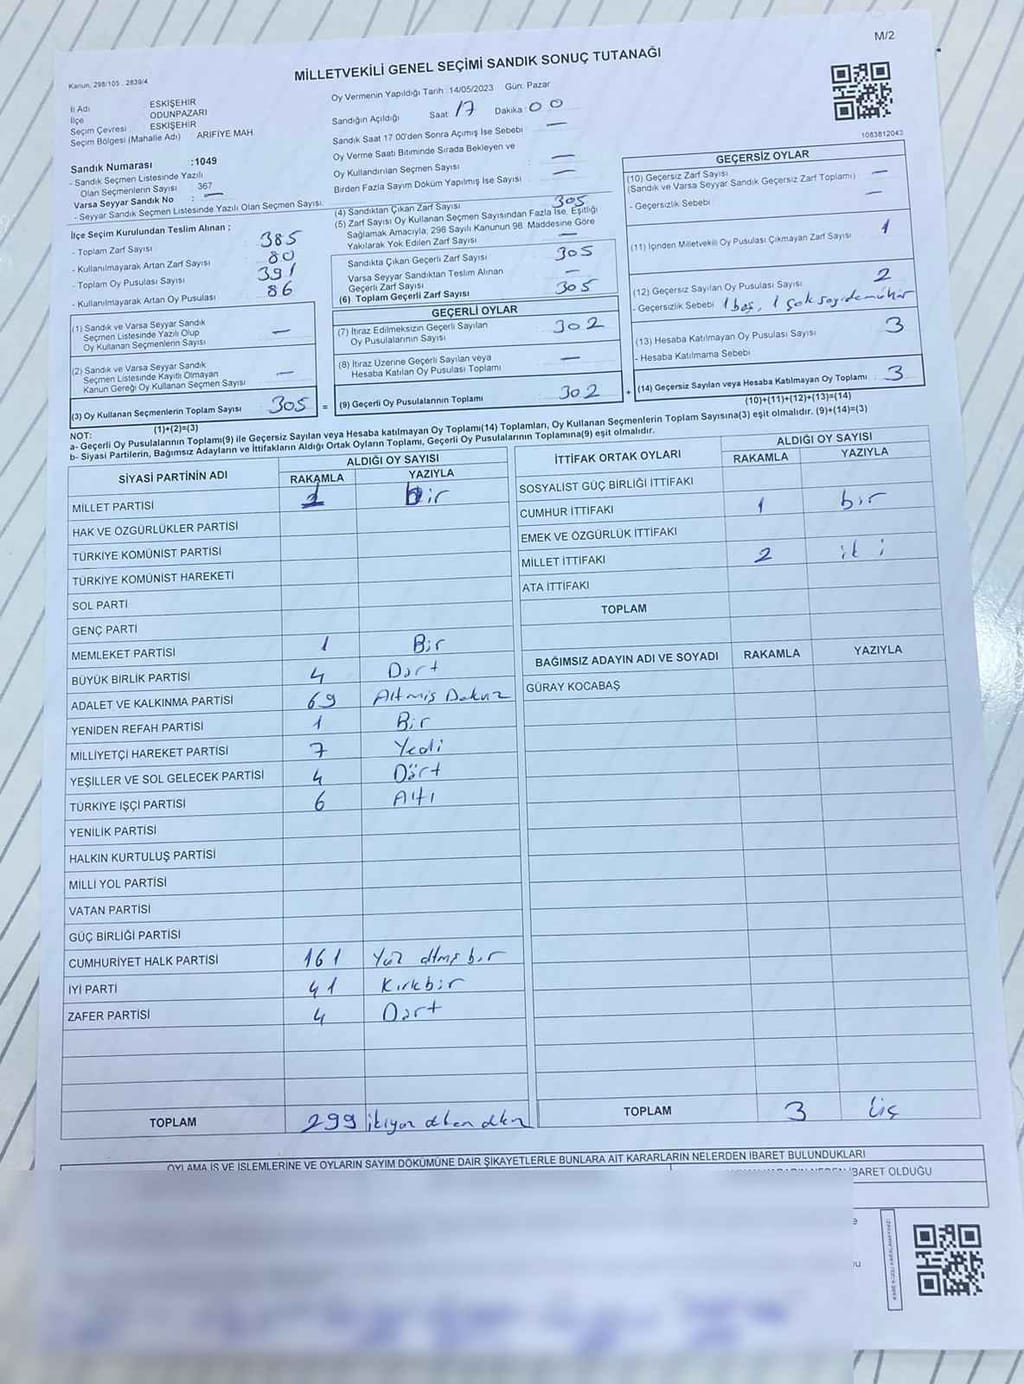 M/2
Kanun, 298/105 , 2839/4
MİLLETVEKİLİ GENEL SEÇİMİ SANDIK SONUÇ TUTANAĞI
İl Adı ESKİŞEHİR
İlçe ODUNPAZARI
Seçim Çevresi ESKİŞEHİR
Seçim Bölgesi (Mahalle Adı) ARİFİYE MAH.
Sandık Numarası :1049
- Sandık Seçmen Listesinde Yazılı
Olan Seçmenlerin Sayısı 367
Varsa Seyyar Sandık No : —
- Seyyar Sandık Seçmen Listesinde Yazılı Olan Seçmen Sayısı
İlçe Seçim Kurulundan Teslim Alınan ;
- Toplam Zarf Sayısı 385
- Kullanılmayarak Artan Zarf Sayısı 80
- Toplam Oy Pusulası Sayısı 391
- Kullanılmayarak Artan Oy Pusulası 86
(1) Sandık ve Varsa Seyyar Sandık
Seçmen Listesinde Yazılı Olup —
Oy Kullanan Seçmenlerin Sayısı
(2) Sandık ve Varsa Seyyar Sandık
Seçmen Listesinde Kayıtlı Olmayan —
Kanun Gereği Oy Kullanan Seçmen Sayısı
(3) Oy Kullanan Seçmenlerin Toplam Sayısı 305 =
(1)+(2)=(3)
Oy Vermenin Yapıldığı Tarih :14/05/2023 Gün: Pazar
Sandığın Açıldığı Saat: 17 Dakika: 00
Sandık Saat 17.00'den Sonra Açımış İse Sebebi : —
Oy Verme Saati Bitiminde Sırada Bekleyen ve
Oy Kullandırılan Seçmen Sayısı : —
Birden Fazla Sayım Döküm Yapılmış İse Sayısı : —
(4) Sandıktan Çıkan Zarf Sayısı 305
(5) Zarf Sayısı Oy Kullanan Seçmen Sayısından Fazla İse, Eşitliği
Sağlamak Amacıyla, 298 Sayılı Kanunun 98. Maddesine Göre
Yakılarak Yok Edilen Zarf Sayısı —
Sandıkta Çıkan Geçerli Zarf Sayısı 305
Varsa Seyyar Sandıktan Teslim Alınan
Geçerli Zarf Sayısı —
(6) Toplam Geçerli Zarf Sayısı 305
GEÇERLİ OYLAR
(7) İtiraz Edilmeksizin Geçerli Sayılan
Oy Pusulalarının Sayısı 302
(8) İtiraz Üzerine Geçerli Sayılan veya
Hesaba Katılan Oy Pusulası Toplamı —
(9) Geçerli Oy Pusulalarının Toplamı 302 +
1083812043
GEÇERSİZ OYLAR
(10) Geçersiz Zarf Sayısı —
(Sandık ve Varsa Seyyar Sandık Geçersiz Zarf Toplamı)
- Geçersizlik Sebebi —
(11) İçinden Milletvekili Oy Pusulası Çıkmayan Zarf Sayısı 1
(12) Geçersiz Sayılan Oy Pusulası Sayısı 2
- Geçersizlik Sebebi 1 boş, 1 çok sayıda mühür
(13) Hesaba Katılmayan Oy Pusulası Sayısı 3
- Hesaba Katılmama Sebebi
(14) Geçersiz Sayılan veya Hesaba Katılmayan Oy Toplamı 3
(10)+(11)+(12)+(13)=(14)
NOT:
a- Geçerli Oy Pusulalarının Toplamı(9) ile Geçersiz Sayılan veya Hesaba katılmayan Oy Toplamı(14) Toplamları, Oy Kullanan Seçmenlerin Toplam Sayısına(3) eşit olmalıdır. (9)+(14)=(3)
b- Siyasi Partilerin, Bağımsız Adayların ve İttifakların Aldığı Ortak Oyların Toplamı, Geçerli Oy Pusulalarının Toplamına(9) eşit olmalıdır.
SİYASİ PARTİNİN ADI ALDIĞI OY SAYISI
RAKAMLA YAZIYLA
MİLLET PARTİSİ 1 bir
HAK VE ÖZGÜRLÜKLER PARTİSİ
TÜRKİYE KOMÜNİST PARTİSİ
TÜRKİYE KOMÜNİST HAREKETİ
SOL PARTİ
GENÇ PARTİ
MEMLEKET PARTİSİ 1 Bir
BÜYÜK BİRLİK PARTİSİ 4 Dört
ADALET VE KALKINMA PARTİSİ 69 Altmış Dokuz
YENİDEN REFAH PARTİSİ 1 Bir
MİLLİYETÇİ HAREKET PARTİSİ 7 Yedi
YEŞİLLER VE SOL GELECEK PARTİSİ 4 Dört
TÜRKİYE İŞÇİ PARTİSİ 6 Altı
YENİLİK PARTİSİ
HALKIN KURTULUŞ PARTİSİ
MİLLİ YOL PARTİSİ
VATAN PARTİSİ
GÜÇ BİRLİĞİ PARTİSİ
CUMHURİYET HALK PARTİSİ 161 Yüz altmış bir
İYİ PARTİ 41 Kırkbir
ZAFER PARTİSİ 4 Dört
TOPLAM 299
İTTİFAK ORTAK OYLARI ALDIĞI OY SAYISI
RAKAMLA YAZIYLA
SOSYALİST GÜÇ BİRLİĞİ İTTİFAKI
CUMHUR İTTİFAKI 1 bir
EMEK VE ÖZGÜRLÜK İTTİFAKI
MİLLET İTTİFAKI 2 iki
ATA İTTİFAKI
TOPLAM
BAĞIMSIZ ADAYIN ADI VE SOYADI RAKAMLA YAZIYLA
GÜRAY KOCABAŞ
TOPLAM 3 Üç
OYLAMA İŞ VE İŞLEMLERİNE VE OYLARIN SAYIM DÖKÜMÜNE DAİR ŞİKAYETLERLE BUNLARA AİT KARARLARIN NELERDEN İBARET BULUNDUKLARI
İBARET OLDUĞU